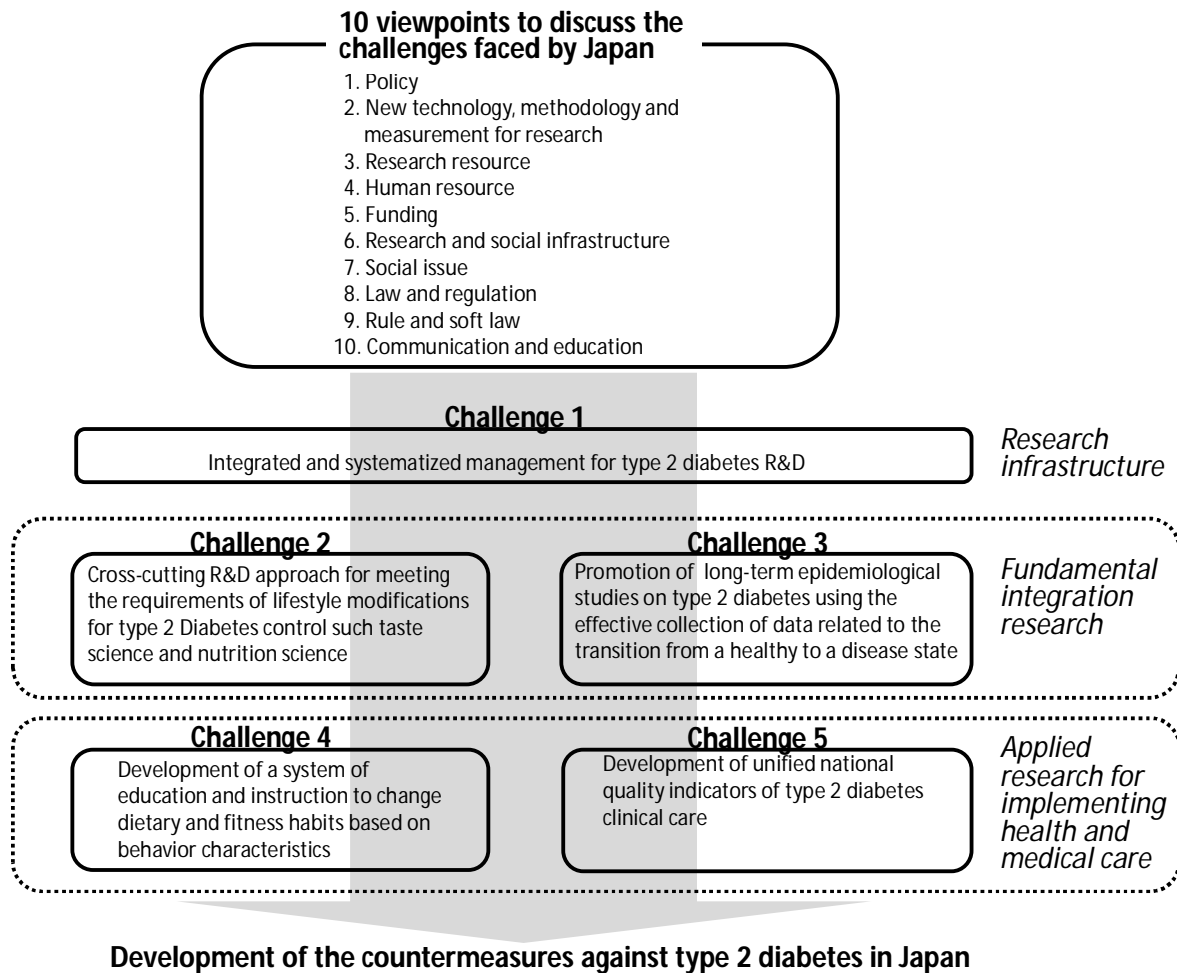 10 viewpoints to discuss the
challenges faced by Japan
1. Policy
2. New technology, methodology and
measurement for research
3. Research resource
4. Human resource
5. Funding
6. Research and social infrastructure
7. Social issue
8. Law and regulation
9. Rule and soft law
10. Communication and education
Challenge 1
Integrated and systematized management for type 2 diabetes R&D
Research
infrastructure
Challenge 2
Cross-cutting R&D approach for meeting
the requirements of lifestyle modifications
for type 2 Diabetes control such taste
science and nutrition science
Challenge 3
Promotion of long-term epidemiological
studies on type 2 diabetes using the
effective collection of data related to the
transition from a healthy to a disease state
Fundamental
integration
research
Challenge 4
Development of a system of
education and instruction to change
dietary and fitness habits based on
behavior characteristics
Challenge 5
Development of unified national
quality indicators of type 2 diabetes
clinical care
Applied
research for
implementing
health and
medical care
Development of the countermeasures against type 2 diabetes in Japan